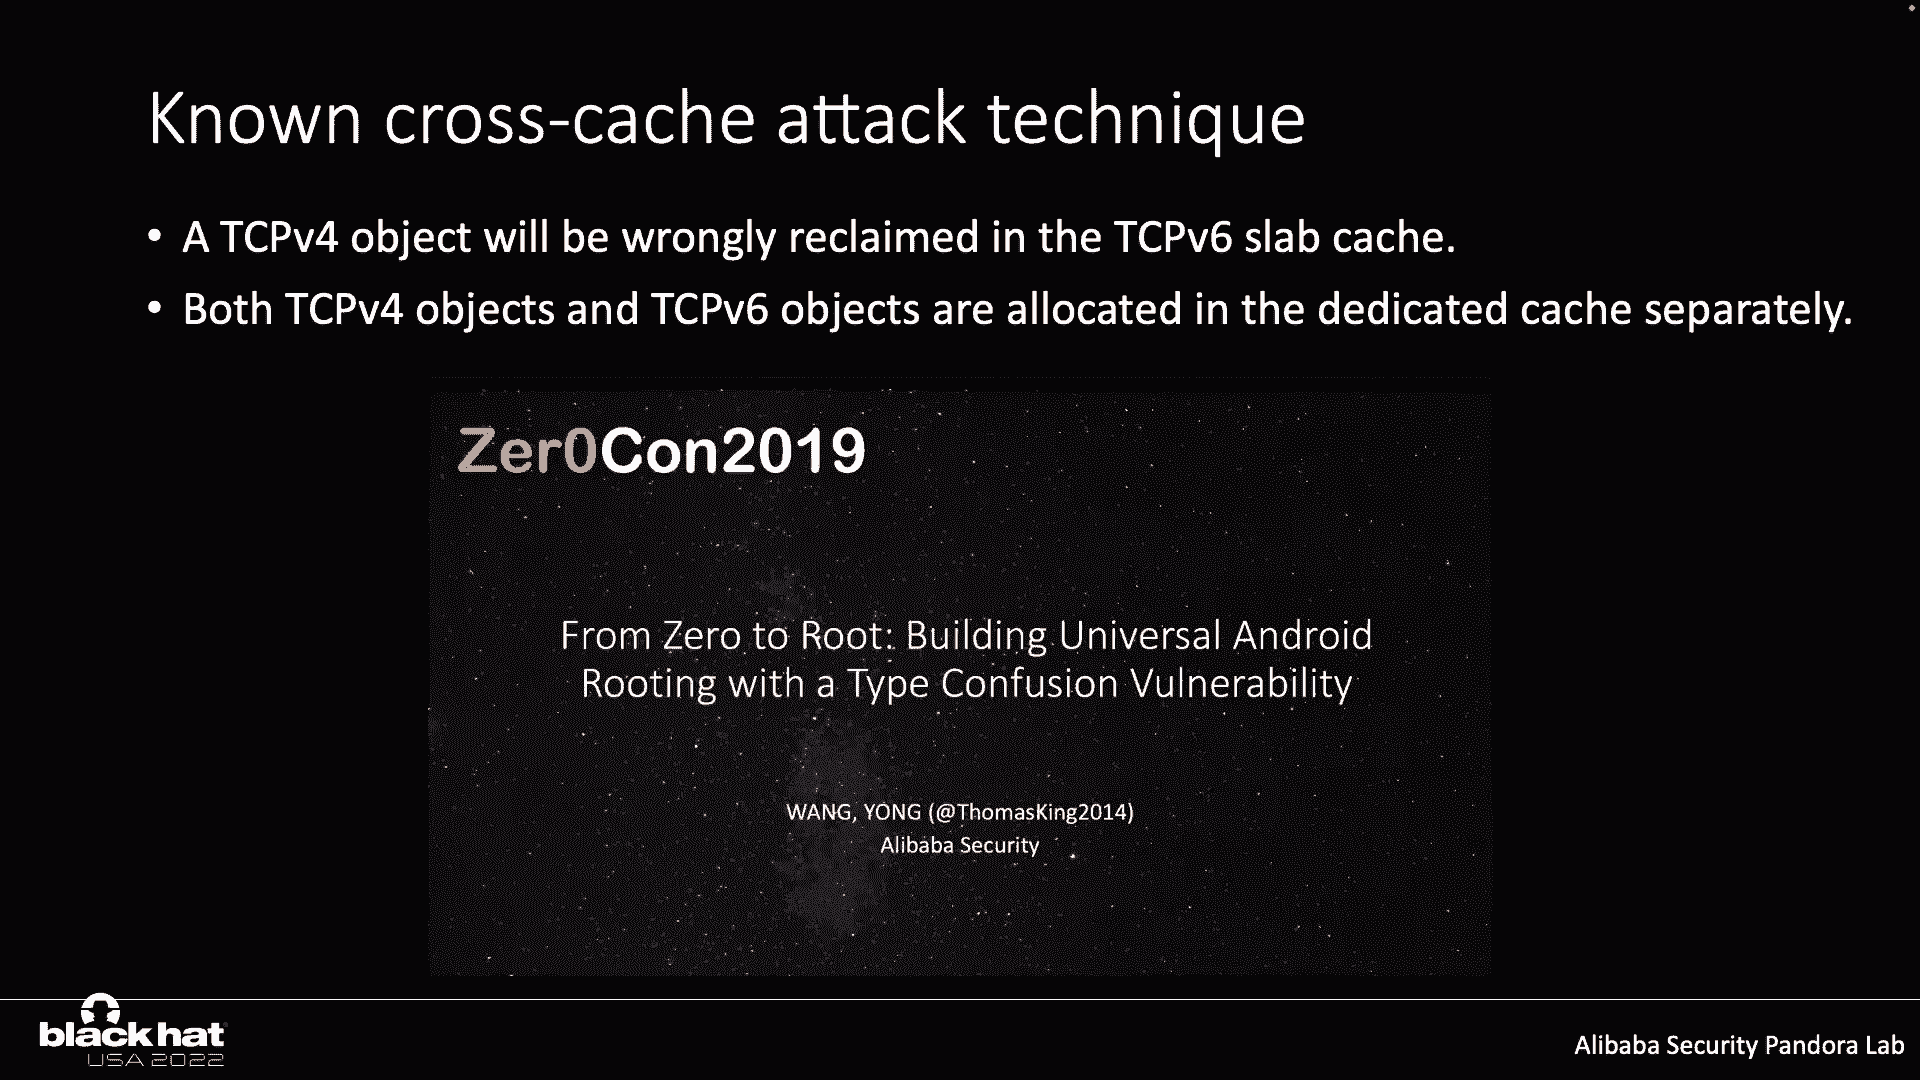 Known cross-cache attack technique
• A TCPv4 object will be wrongly reclaimed in the TCPv6 slab cache.
• Both TCPv4 objects and TCPv6 objects are allocated in the dedicated cache separately.
Zer0Con2019
From Zero to Root: Building Universal Android
Rooting with a Type Confusion Vulnerability
WANG, YONG (@ThomasKing2014)
Alibaba Security
black hat
USA 2022
Alibaba Security Pandora Lab